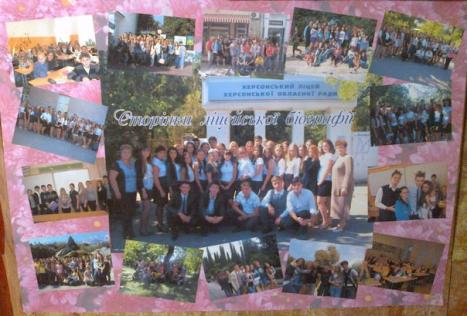 ХЕРСОНСЬКИЙ ЛІЦЕЙ
ХЕРСОНСЬКОЇ ОБЛАСНОЇ РАДИ
Сторінки ліцейської біографії